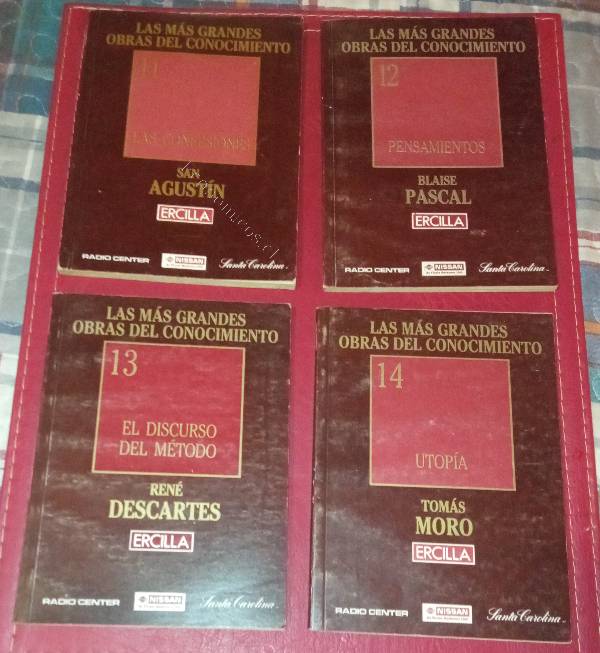 LAS MÁS GRANDES
OBRAS DEL CONOCIMIENTO
11
LAS CONFESIONES
SAN
AGUSTÍN
ERCILLA
RADIO CENTER
NISSAN
Santa Carolina
LAS MÁS GRANDES
OBRAS DEL CONOCIMIENTO
12
PENSAMIENTOS
BLAISE
PASCAL
ERCILLA
RADIO CENTER
NISSAN
Santa Carolina
LAS MÁS GRANDES
OBRAS DEL CONOCIMIENTO
13
EL DISCURSO
DEL MÉTODO
RENÉ
DESCARTES
ERCILLA
RADIO CENTER
NISSAN
Santa Carolina
LAS MÁS GRANDES
OBRAS DEL CONOCIMIENTO
14
UTOPÍA
TOMÁS
MORO
ERCILLA
RADIO CENTER
NISSAN
Santa Carolina